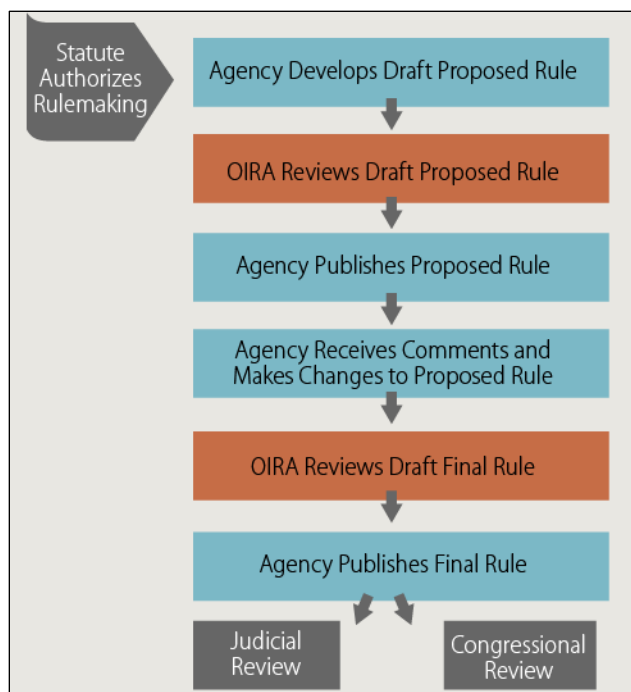 Statute
Authorizes
Rulemaking
Agency Develops Draft Proposed Rule
OIRA Reviews Draft Proposed Rule
Agency Publishes Proposed Rule
Agency Receives Comments and
Makes Changes to Proposed Rule
OIRA Reviews Draft Final Rule
Agency Publishes Final Rule
Judicial
Review
Congressional
Review